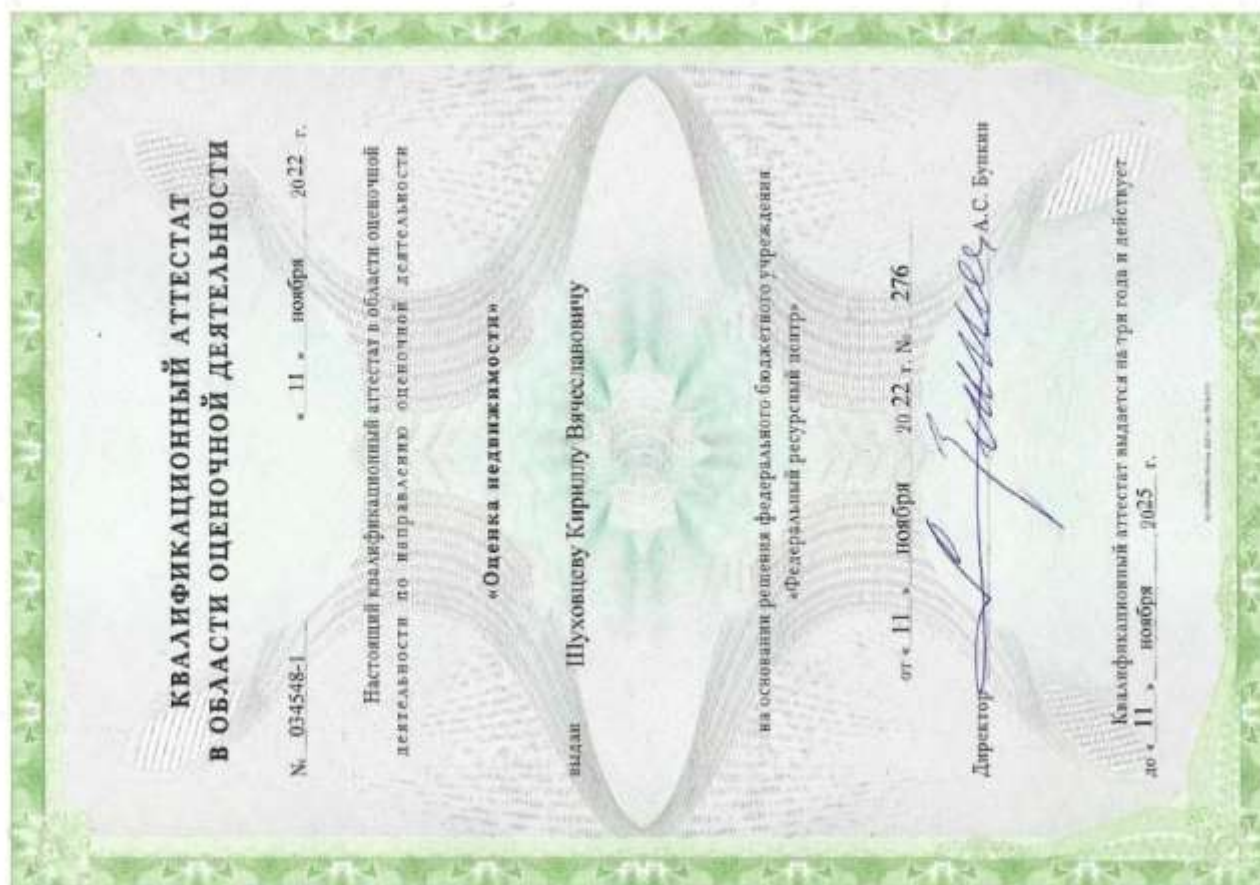 КВАЛИФИКАЦИОННЫЙ АТТЕСТАТ
В ОБЛАСТИ ОЦЕНОЧНОЙ ДЕЯТЕЛЬНОСТИ
№ 034548-1 « 11 » ноября 2022 г.
Настоящий квалификационный аттестат в области оценочной
деятельности по направлению оценочной деятельности
«Оценка недвижимости»
выдан Шуховцеву Кириллу Вячеславовичу
на основании решения федерального бюджетного учреждения
«Федеральный ресурсный центр»
от « 11 » ноября 20 22 г. № 276
Директор А.С. Бункин
Квалификационный аттестат выдается на три года и действует
до « 11 » ноября 2025 г.